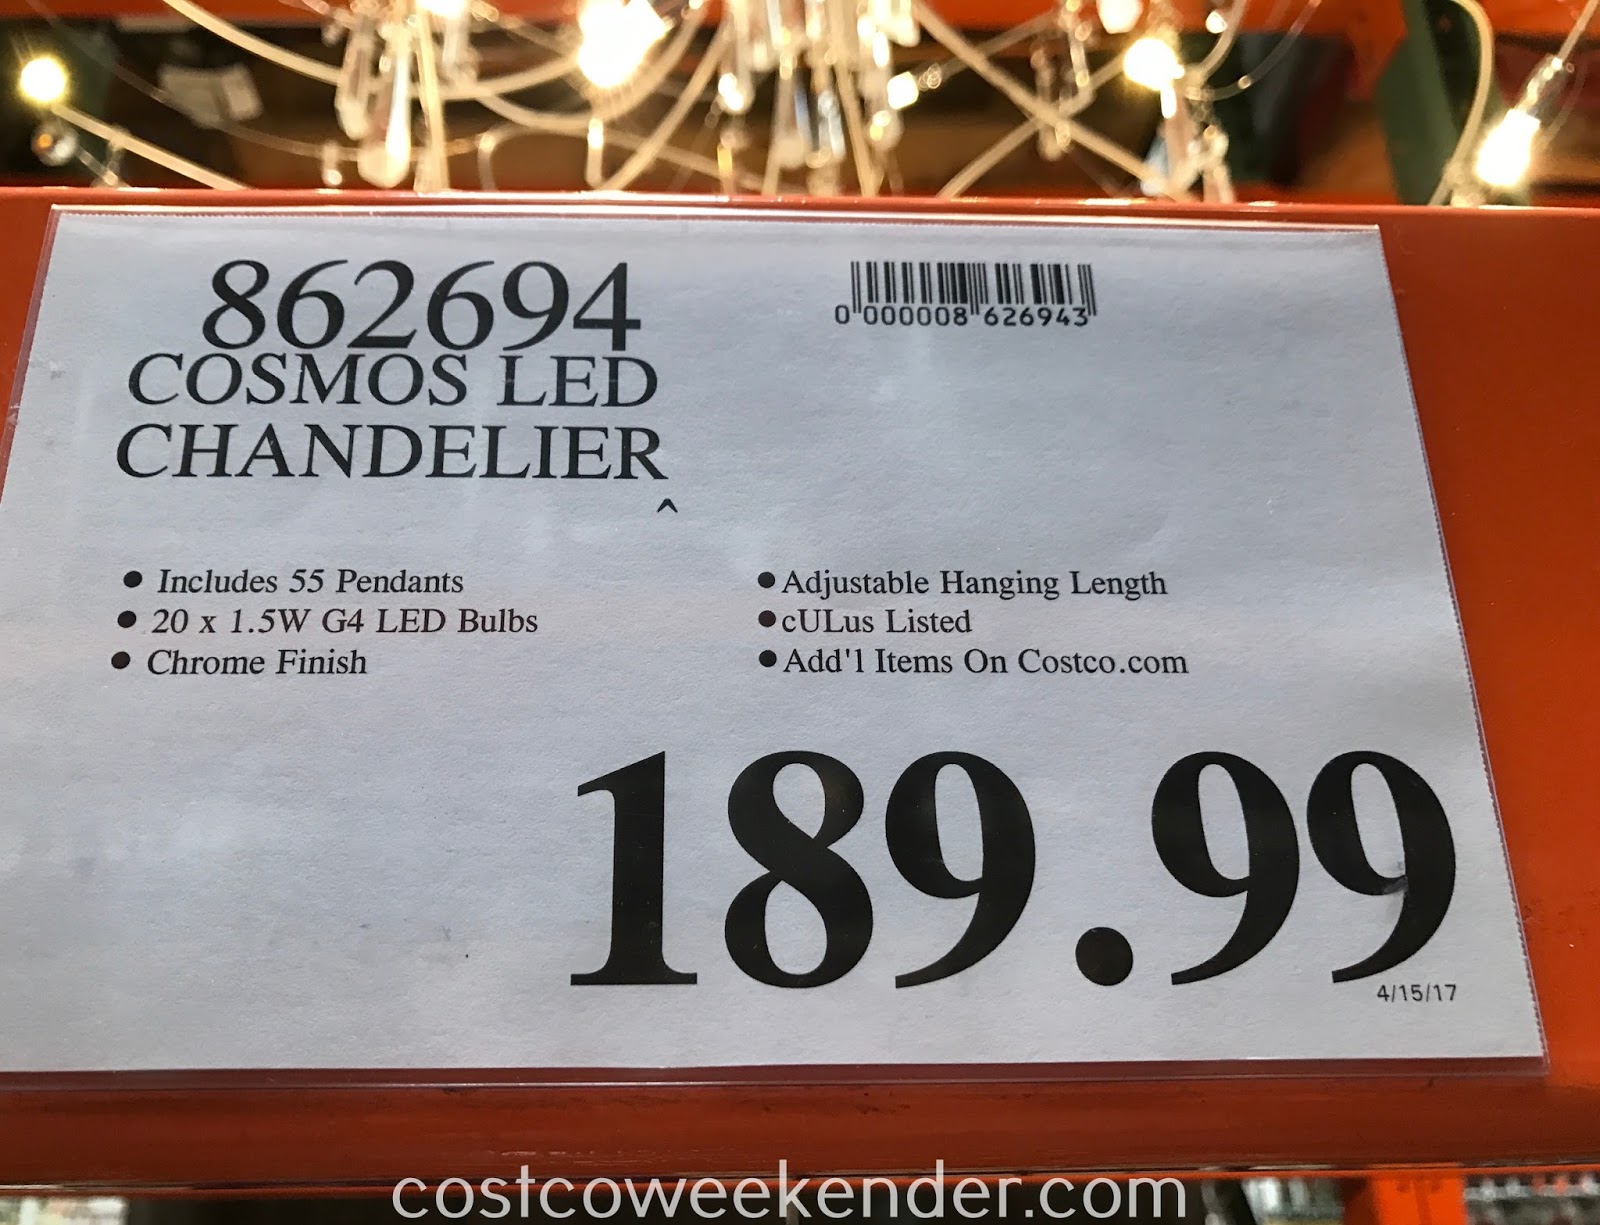 862694
COSMOS LED
CHANDELIER
^
0 000008 626943
• Includes 55 Pendants
• 20 x 1.5W G4 LED Bulbs
• Chrome Finish
• Adjustable Hanging Length
• cULus Listed
• Add'l Items On Costco.com
189.99
4/15/17
costcoweekender.com